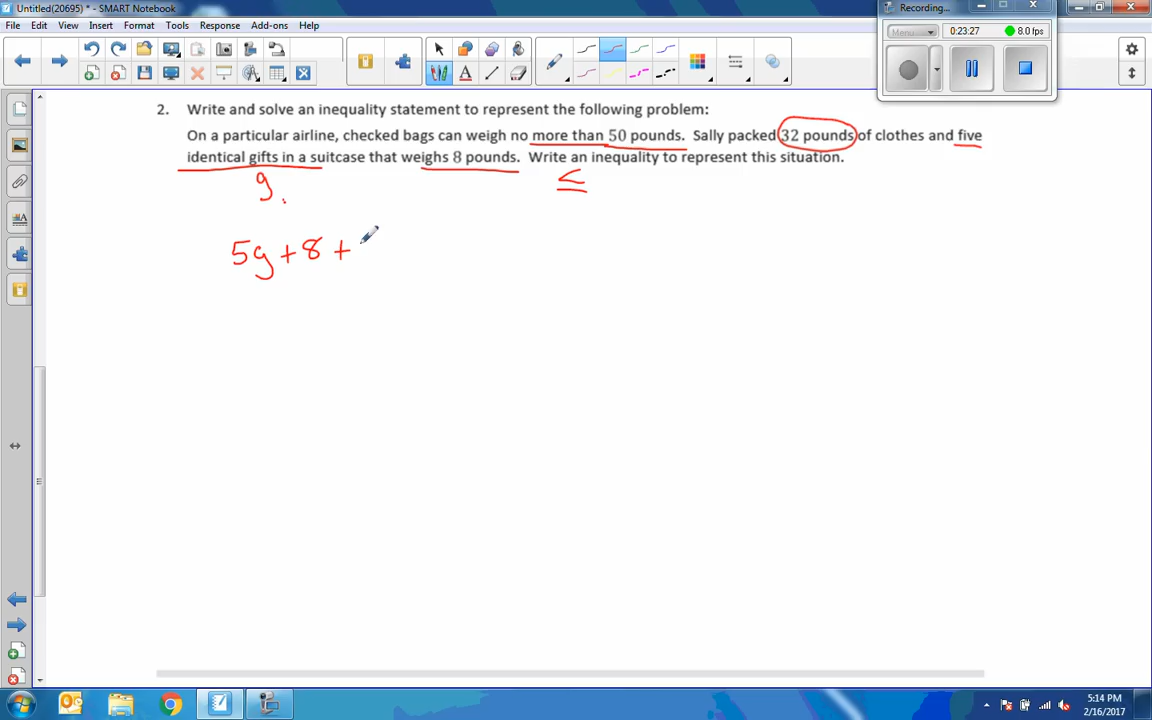 Untitled(20695) * - SMART Notebook
Recording...
File Edit View Insert Format Tools Response Add-ons Help
Menu
0:23:27
8.0 fps
2. Write and solve an inequality statement to represent the following problem:
On a particular airline, checked bags can weigh no more than 50 pounds. Sally packed 32 pounds of clothes and five
identical gifts in a suitcase that weighs 8 pounds. Write an inequality to represent this situation.
g. ≤
5g + 8 +
5:14 PM
2/16/2017